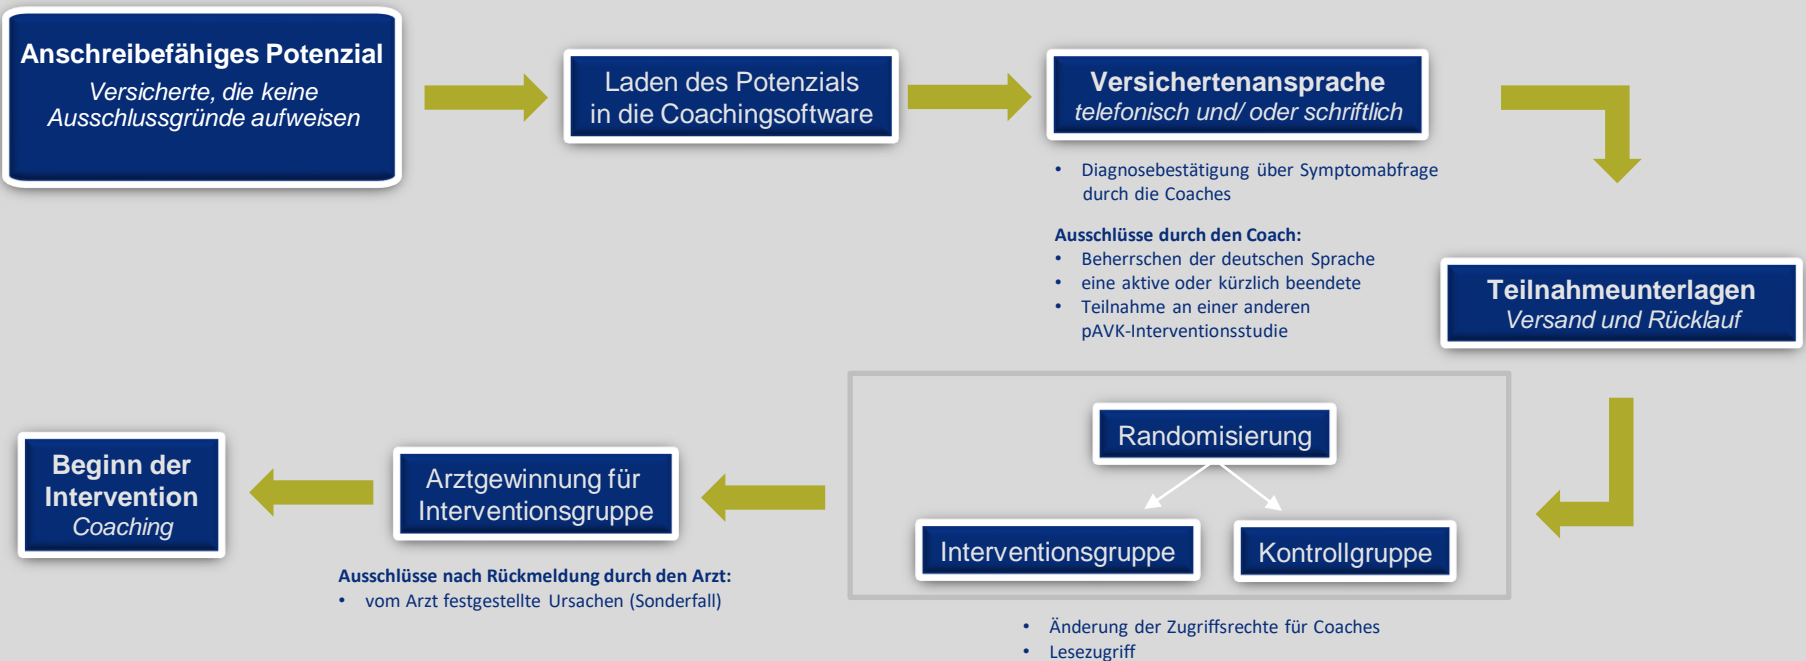 Anschreibefähiges Potenzial
Versicherte, die keine
Ausschlussgründe aufweisen
Laden des Potenzials
in die Coachingsoftware
Versichertenansprache
telefonisch und/ oder schriftlich
• Diagnosebestätigung über Symptomabfrage
durch die Coaches
Ausschlüsse durch den Coach:
• Beherrschen der deutschen Sprache
• eine aktive oder kürzlich beendete
• Teilnahme an einer anderen
pAVK-Interventionsstudie
Teilnahmeunterlagen
Versand und Rücklauf
Randomisierung
Interventionsgruppe
Kontrollgruppe
• Änderung der Zugriffsrechte für Coaches
• Lesezugriff
Arztgewinnung für
Interventionsgruppe
Ausschlüsse nach Rückmeldung durch den Arzt:
• vom Arzt festgestellte Ursachen (Sonderfall)
Beginn der
Intervention
Coaching